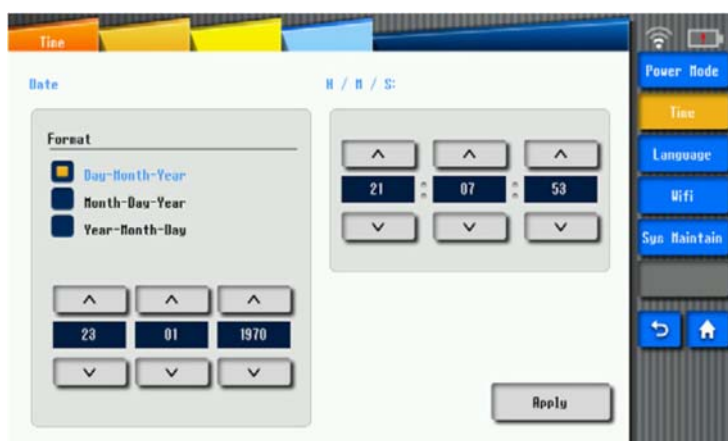 Time
Date
H / M / S:
Format
Day-Month-Year
Month-Day-Year
Year-Month-Day
21 : 07 : 53
23 01 1970
Apply
Power Mode
Time
Language
Wifi
Sys Maintain